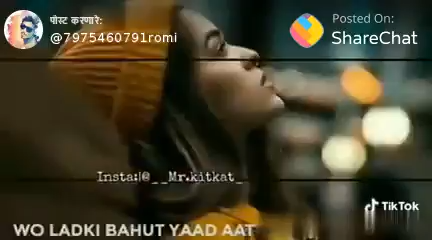 पोस्ट करणारे:
@7975460791romi
Posted On:
ShareChat
Insta:|@__Mr.kitkat_
TikTok
WO LADKI BAHUT YAAD AAT